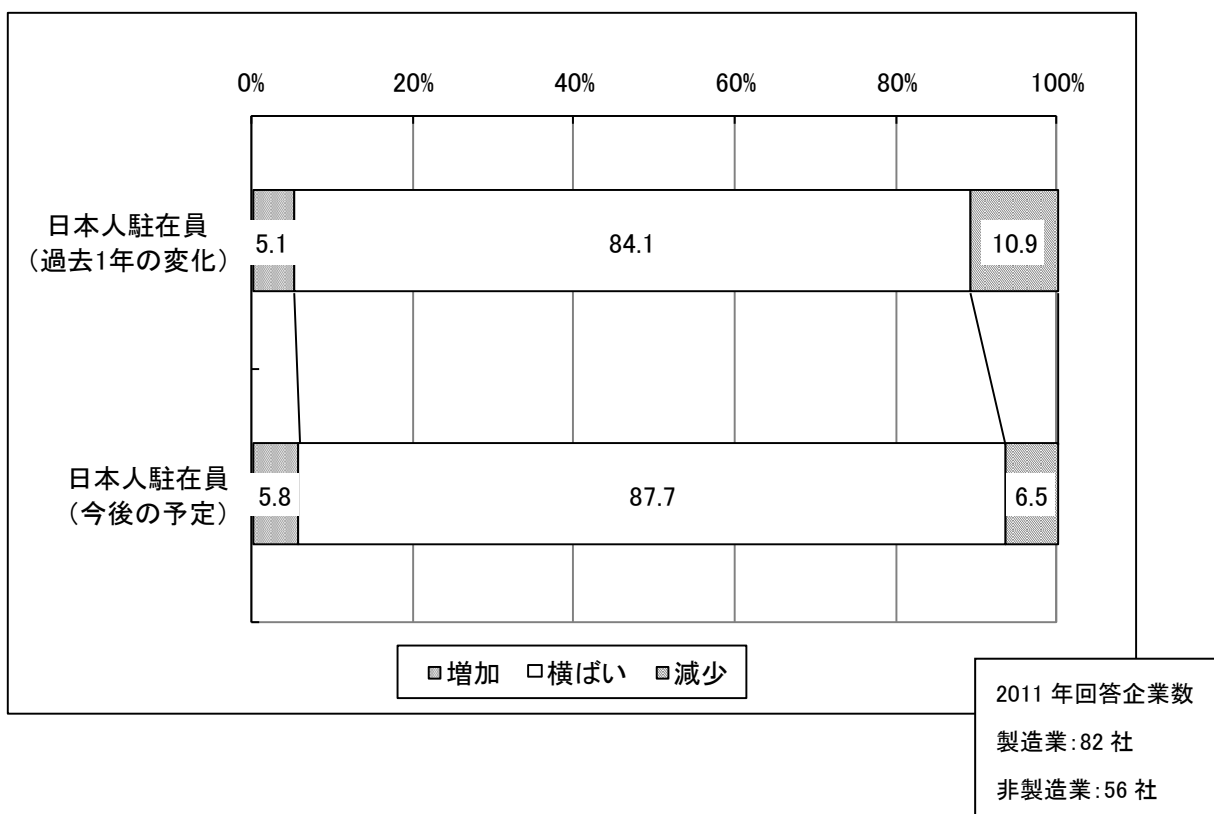 0% 20% 40% 60% 80% 100%
日本人駐在員
（過去1年の変化）
5.1 84.1 10.9
日本人駐在員
（今後の予定）
5.8 87.7 6.5
増加 横ばい 減少
2011 年回答企業数
製造業:82 社
非製造業:56 社